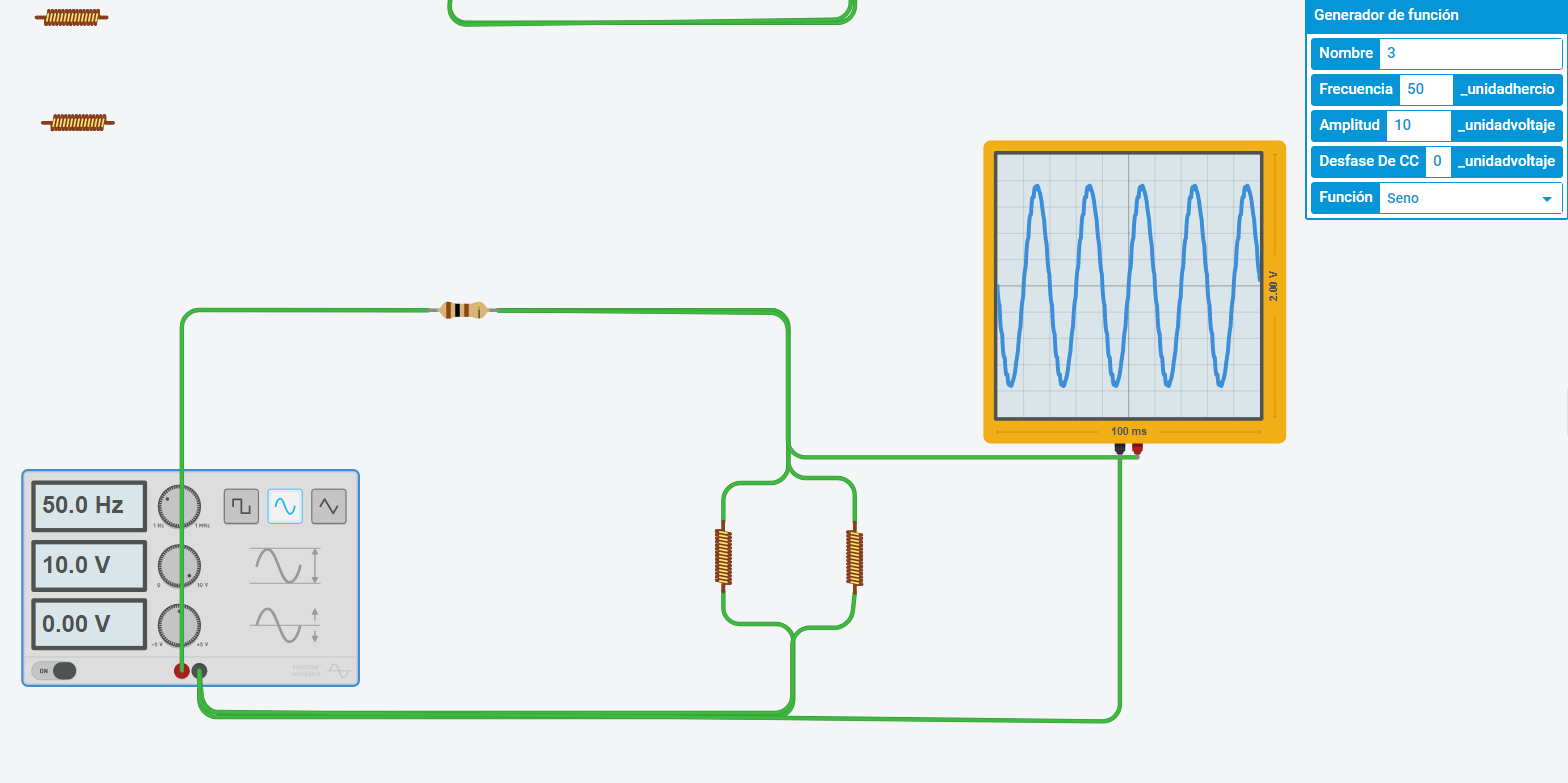 Generador de función
Nombre 3
Frecuencia 50 _unidadhercio
Amplitud 10 _unidadvoltaje
Desfase De CC 0 _unidadvoltaje
Función Seno
2.00 V
100 ms
50.0 Hz
1 Hz 1 MHz
10.0 V
0 10 V
0.00 V
-5 V +5 V
ON
FUNCTION
GENERATOR